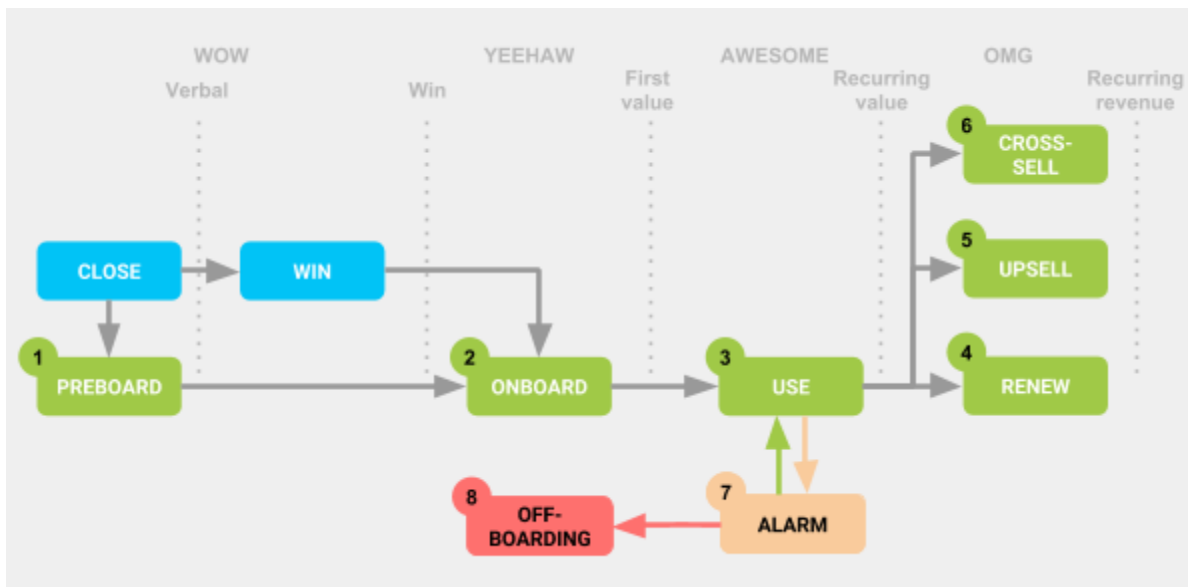 WOW
YEEHAW
AWESOME
OMG
Verbal
Win
First
value
Recurring
value
Recurring
revenue
6
CROSS-
SELL
CLOSE
WIN
5
UPSELL
1
PREBOARD
2
ONBOARD
3
USE
4
RENEW
8
OFF-
BOARDING
7
ALARM